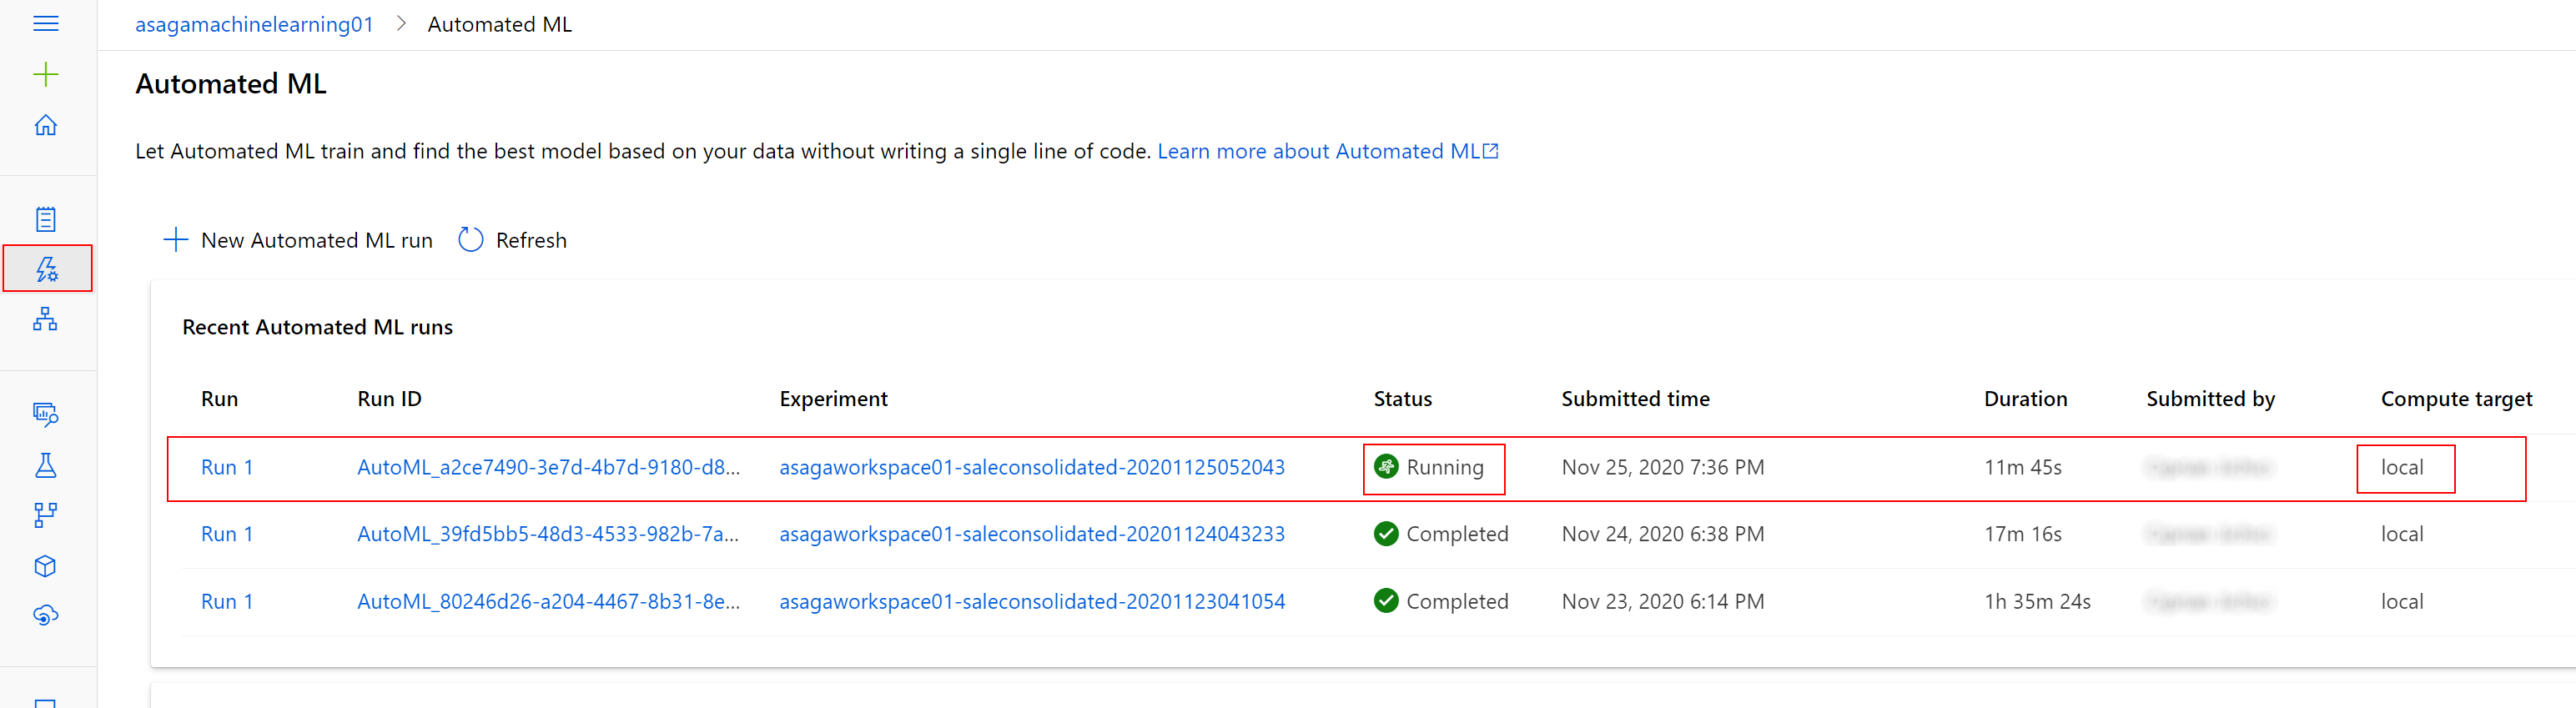 asagamachinelearning01 > Automated ML
Automated ML
Let Automated ML train and find the best model based on your data without writing a single line of code. Learn more about Automated ML
New Automated ML run Refresh
Recent Automated ML runs
Run Run ID Experiment Status Submitted time Duration Submitted by Compute target
Run 1 AutoML_a2ce7490-3e7d-4b7d-9180-d8... asagaworkspace01-saleconsolidated-20201125052043 Running Nov 25, 2020 7:36 PM 11m 45s local
Run 1 AutoML_39fd5bb5-48d3-4533-982b-7a... asagaworkspace01-saleconsolidated-20201124043233 Completed Nov 24, 2020 6:38 PM 17m 16s local
Run 1 AutoML_80246d26-a204-4467-8b31-8e... asagaworkspace01-saleconsolidated-20201123041054 Completed Nov 23, 2020 6:14 PM 1h 35m 24s local